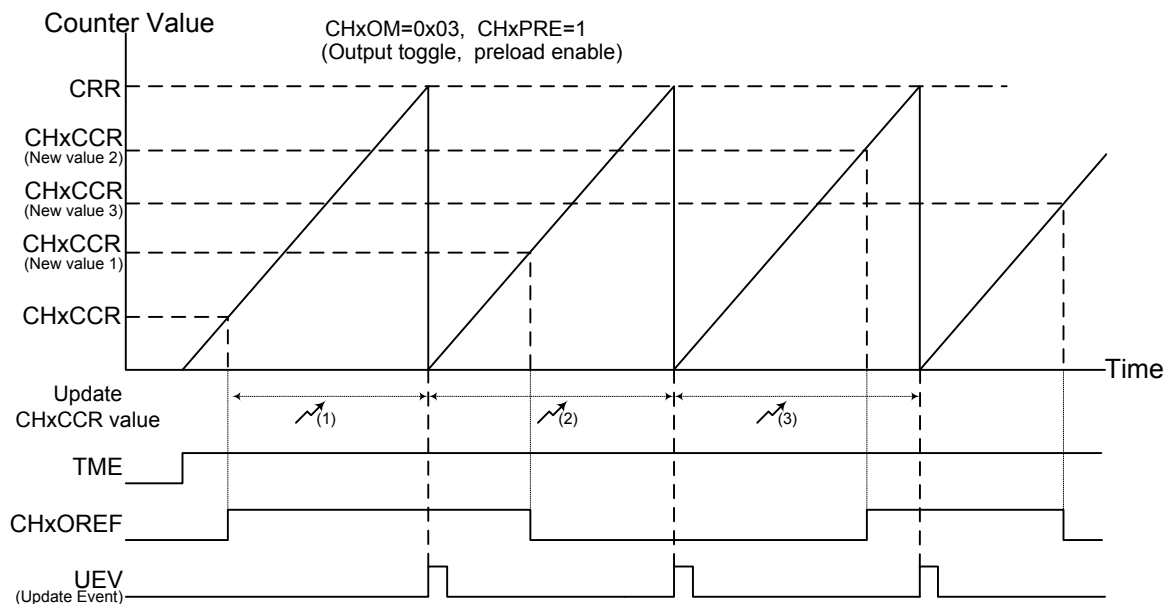 Counter Value
CHxOM=0x03, CHxPRE=1
(Output toggle, preload enable)
CRR
CHxCCR
(New value 2)
CHxCCR
(New value 3)
CHxCCR
(New value 1)
CHxCCR
Time
Update
CHxCCR value
(1)
(2)
(3)
TME
CHxOREF
UEV
(Update Event)